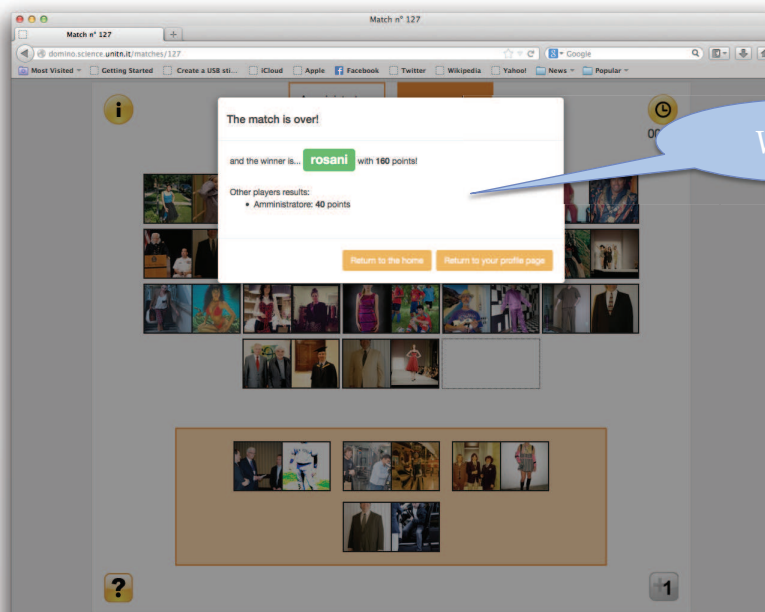 Match n° 127
Match n° 127
domino.science.unitn.it/matches/127
Google
Most Visited
Getting Started
Create a USB sti...
iCloud
Apple
Facebook
Twitter
Wikipedia
Yahoo!
News
Popular
The match is over!
and the winner is... rosani with 160 points!
Other players results:
• Amministratore: 40 points
Return to the home
Return to your profile page
?
+1